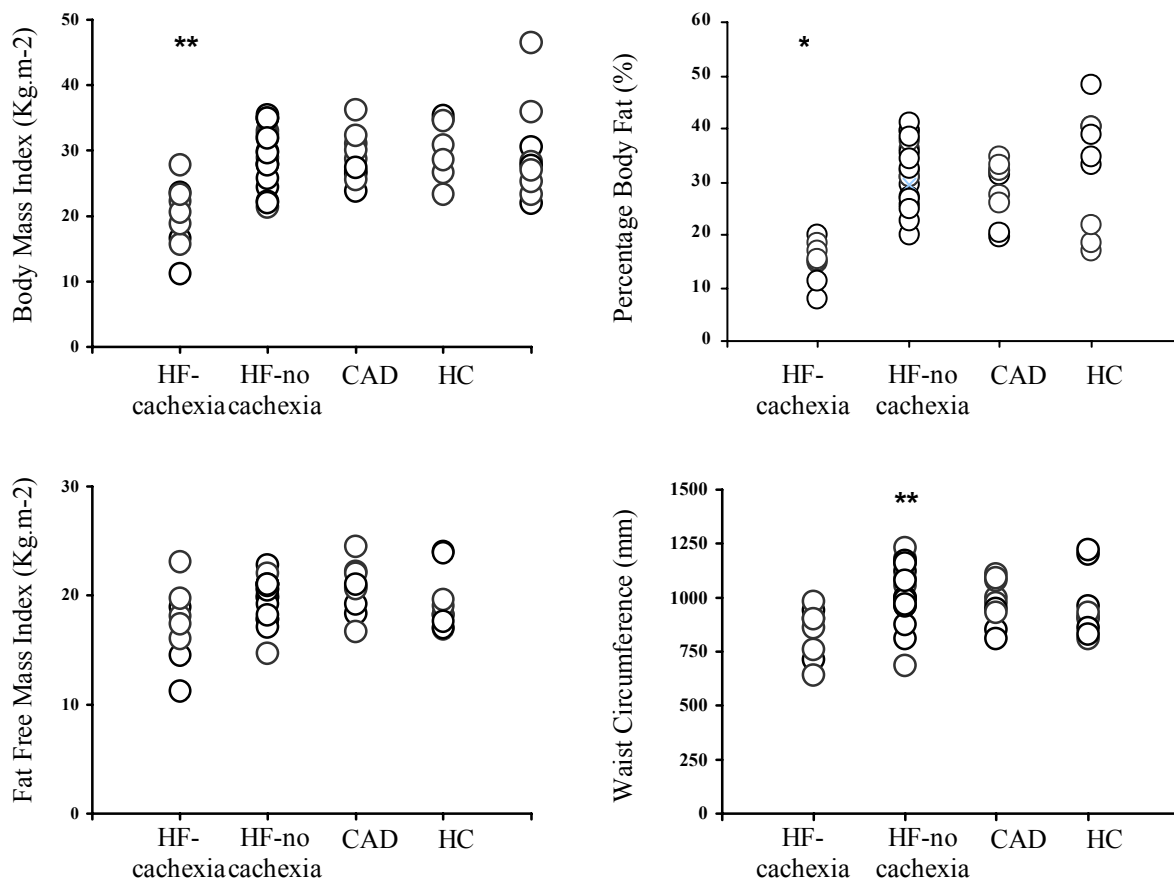 Body Mass Index (Kg.m-2)
50
40
30
20
10
0
**
HF-
cachexia
HF-no
cachexia
CAD
HC
Percentage Body Fat (%)
60
50
40
30
20
10
0
*
HF-
cachexia
HF-no
cachexia
CAD
HC
Fat Free Mass Index (Kg.m-2)
30
20
10
0
HF-
cachexia
HF-no
cachexia
CAD
HC
Waist Circumference (mm)
1500
1250
1000
750
500
250
0
**
HF-
cachexia
HF-no
cachexia
CAD
HC